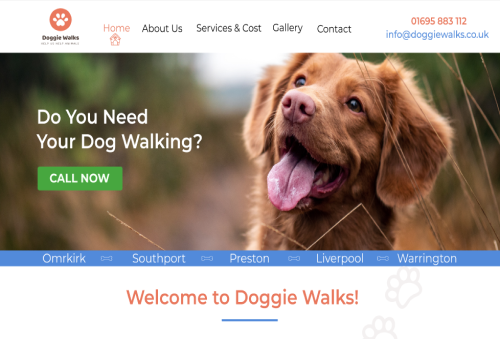 Doggie Walks
Home
About Us
Services & Cost
Gallery
Contact
01695 883 112
info@doggiewalks.co.uk
Do You Need
Your Dog Walking?
CALL NOW
Omrkirk
Southport
Preston
Liverpool
Warrington
Welcome to Doggie Walks!